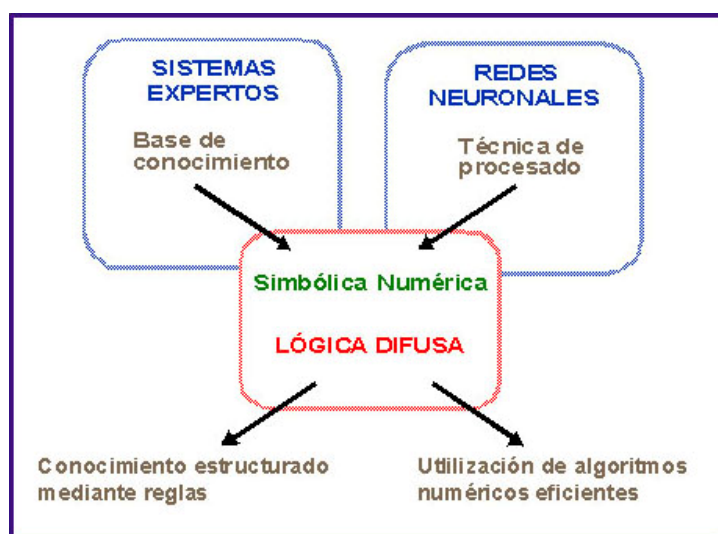 SISTEMAS
EXPERTOS
Base de
conocimiento
REDES
NEURONALES
Técnica de
procesado
Simbólica Numérica
LÓGICA DIFUSA
Conocimiento estructurado
mediante reglas
Utlilización de algoritmos
numéricos eficientes